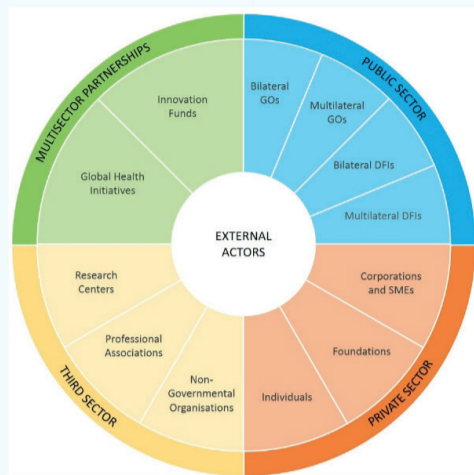 MULTISECTOR PARTNERSHIPS
PUBLIC SECTOR
Innovation
Funds
Bilateral
GOs
Multilateral
GOs
Global Health
Initiatives
Bilateral DFIs
Multilateral DFIs
EXTERNAL
ACTORS
Research
Centers
Corporations
and SMEs
Professional
Associations
Foundations
Non-
Governmental
Organisations
Individuals
THIRD SECTOR
PRIVATE SECTOR